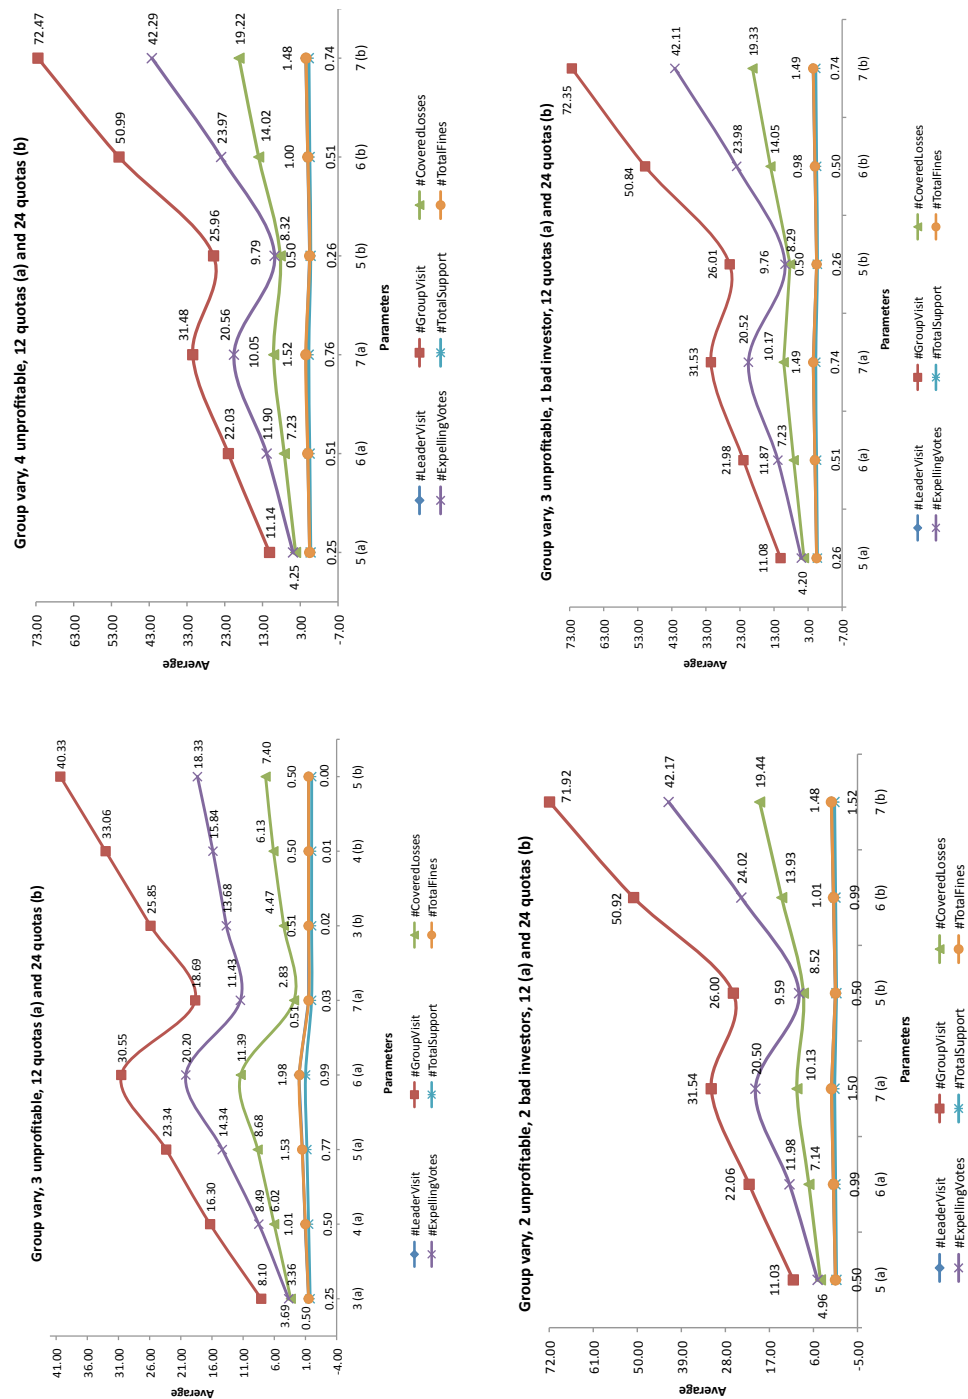 Group vary, 3 unprofitable, 12 quotas (a) and 24 quotas (b)
41.00
36.00
31.00
26.00
21.00
16.00
11.00
6.00
1.00
-4.00
Average
8.10
16.30
23.34
30.55
18.69
25.85
33.06
40.33
3.69
8.49
14.34
20.20
11.43
13.68
15.84
18.33
3.36
6.02
8.68
11.39
2.83
4.47
6.13
7.40
0.50
1.01
1.53
1.98
0.51
0.51
0.50
0.50
0.25
0.50
0.77
0.99
0.03
0.02
0.01
0.00
3 (a)
4 (a)
5 (a)
6 (a)
7 (a)
3 (b)
4 (b)
5 (b)
Parameters
#LeaderVisit
#GroupVisit
#CoveredLosses
#ExpellingVotes
#TotalSupport
#TotalFines
Group vary, 4 unprofitable, 12 quotas (a) and 24 quotas (b)
73.00
63.00
53.00
43.00
33.00
23.00
13.00
3.00
-7.00
Average
11.14
22.03
31.48
25.96
50.99
72.47
11.90
20.56
9.79
23.97
42.29
4.25
7.23
10.05
8.32
14.02
19.22
1.52
0.50
1.00
1.48
0.25
0.51
0.76
0.26
0.51
0.74
5 (a)
6 (a)
7 (a)
5 (b)
6 (b)
7 (b)
Parameters
#LeaderVisit
#GroupVisit
#CoveredLosses
#ExpellingVotes
#TotalSupport
#TotalFines
Group vary, 2 unprofitable, 2 bad investors, 12 (a) and 24 quotas (b)
72.00
61.00
50.00
39.00
28.00
17.00
6.00
-5.00
Average
11.03
22.06
31.54
26.00
50.92
71.92
11.98
20.50
9.59
24.02
42.17
4.96
7.14
10.13
8.52
13.93
19.44
1.01
1.48
0.50
0.99
1.50
0.50
0.99
1.52
5 (a)
6 (a)
7 (a)
5 (b)
6 (b)
7 (b)
Parameters
#LeaderVisit
#GroupVisit
#CoveredLosses
#ExpellingVotes
#TotalSupport
#TotalFines
Group vary, 3 unprofitable, 1 bad investor, 12 quotas (a) and 24 quotas (b)
73.00
63.00
53.00
43.00
33.00
23.00
13.00
3.00
-7.00
Average
11.08
21.98
31.53
26.01
50.84
72.35
11.87
20.52
9.76
23.98
42.11
4.20
7.23
10.17
8.29
14.05
19.33
1.49
0.50
0.98
1.49
0.26
0.51
0.74
0.26
0.50
0.74
5 (a)
6 (a)
7 (a)
5 (b)
6 (b)
7 (b)
Parameters
#LeaderVisit
#GroupVisit
#CoveredLosses
#ExpellingVotes
#TotalSupport
#TotalFines